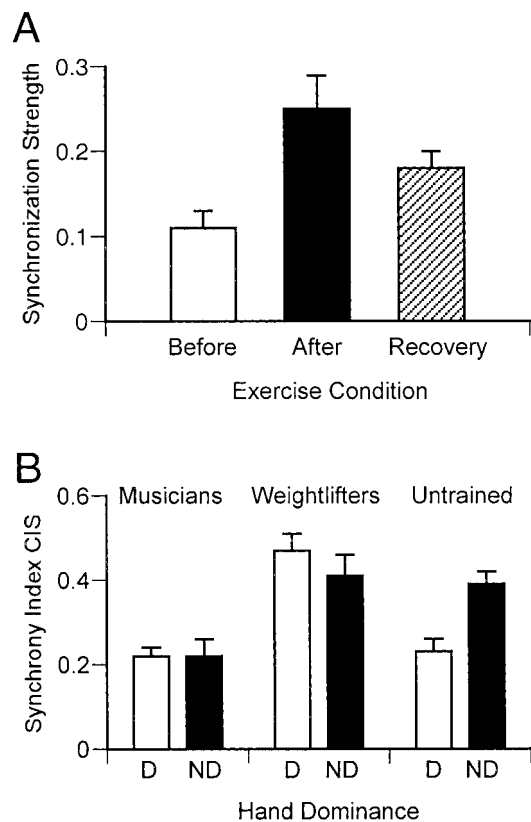 A
Synchronization Strength
0.3
0.2
0.1
0
Before After Recovery
Exercise Condition
B
Synchrony Index CIS
0.6
0.4
0.2
0
Musicians Weightlifters Untrained
D ND D ND D ND
Hand Dominance